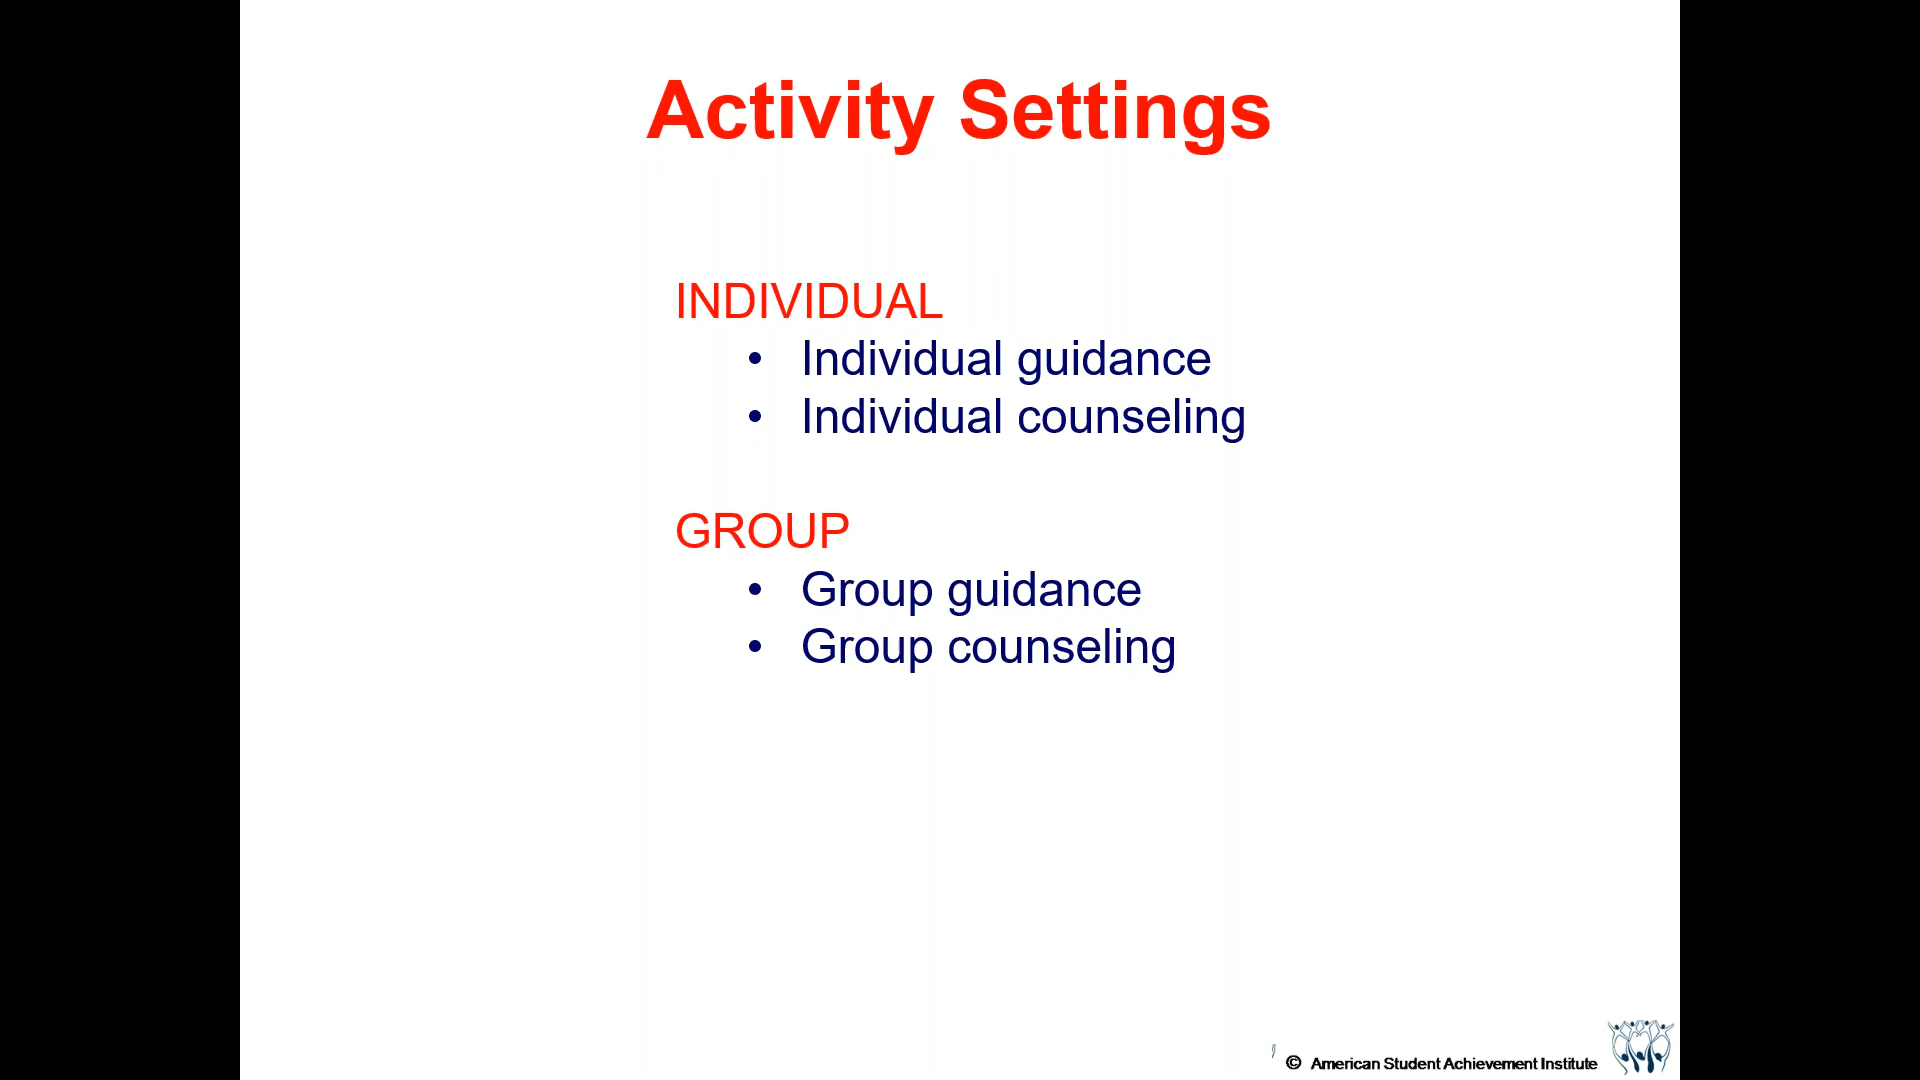 Activity Settings
INDIVIDUAL
• Individual guidance
• Individual counseling
GROUP
• Group guidance
• Group counseling
© American Student Achievement Institute